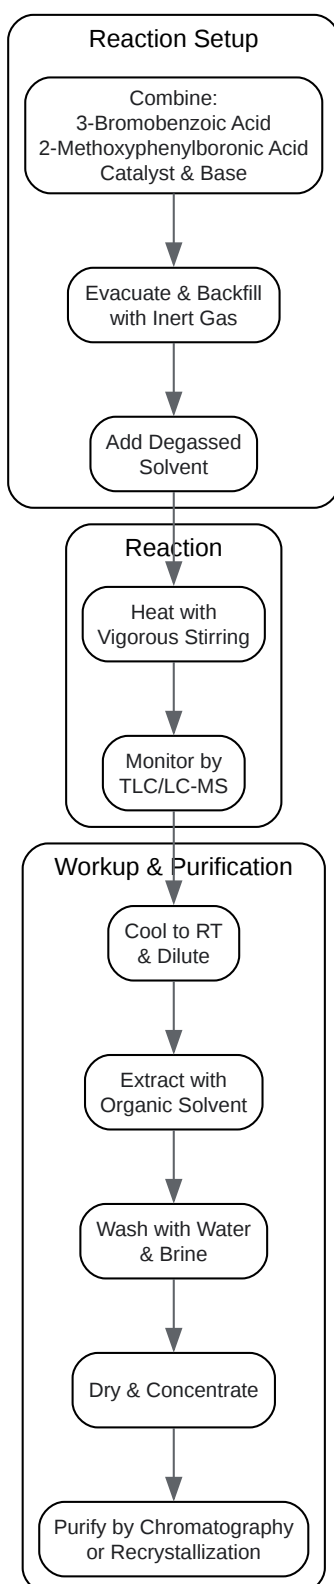 Reaction Setup
Combine:
3-Bromobenzoic Acid
2-Methoxyphenylboronic Acid
Catalyst & Base
Evacuate & Backfill
with Inert Gas
Add Degassed
Solvent
Reaction
Heat with
Vigorous Stirring
Monitor by
TLC/LC-MS
Workup & Purification
Cool to RT
& Dilute
Extract with
Organic Solvent
Wash with Water
& Brine
Dry & Concentrate
Purify by Chromatography
or Recrystallization